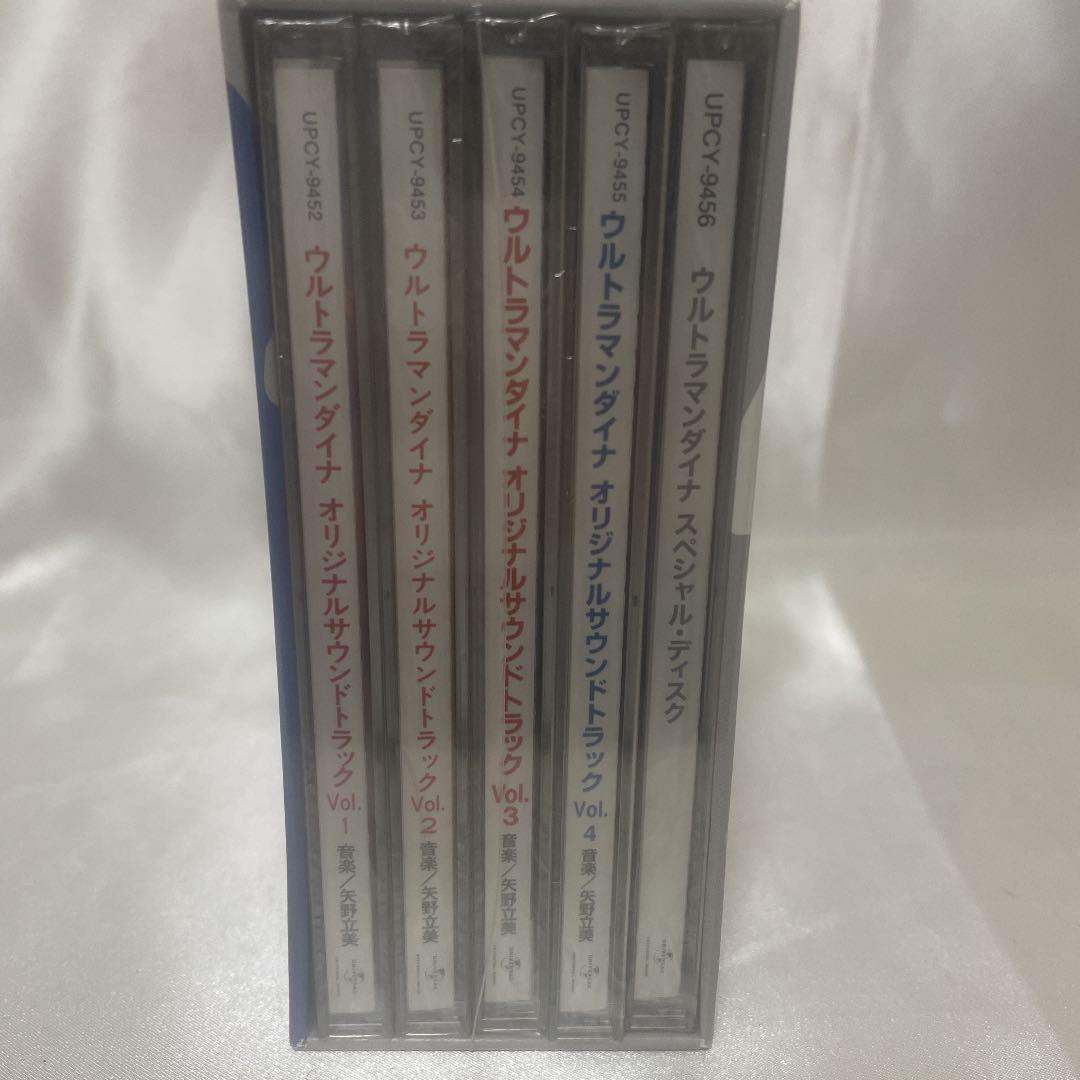 UPCY-9452 ウルトラマンダイナ オリジナルサウンドトラック Vol. 1 音楽/矢野立美
UPCY-9453 ウルトラマンダイナ オリジナルサウンドトラック Vol. 2 音楽/矢野立美
UPCY-9454 ウルトラマンダイナ オリジナルサウンドトラック Vol. 3 音楽/矢野立美
UPCY-9455 ウルトラマンダイナ オリジナルサウンドトラック Vol. 4 音楽/矢野立美
UPCY-9456 ウルトラマンダイナ スペシャル・ディスク